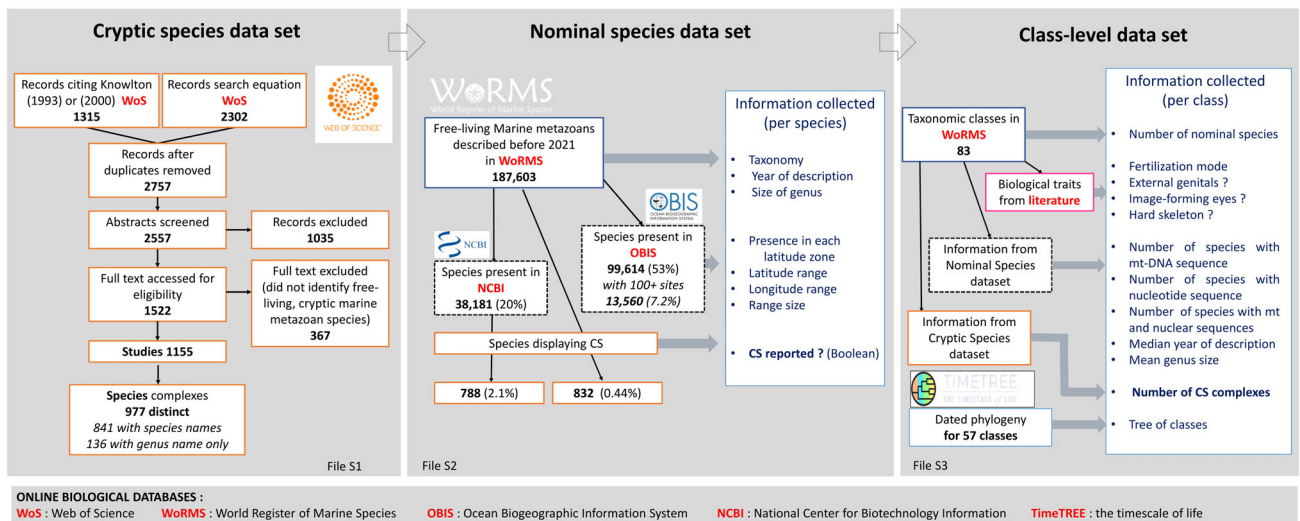 Cryptic species data set
Records citing Knowlton
(1993) or (2000) WoS
1315
Records search equation
WoS
2302
WEB OF SCIENCE™
Records after
duplicates removed
2757
Abstracts screened
2557
Records excluded
1035
Full text accessed for
eligibility
1522
Full text excluded
(did not identify free-
living, cryptic marine
metazoan species)
367
Studies 1155
Species complexes
977 distinct
841 with species names
136 with genus name only
File S1
Nominal species data set
WoRMS
World Register of Marine Species
Free-living Marine metazoans
described before 2021
in WoRMS
187,603
OBIS
OCEAN BIOGEOGRAPHIC
INFORMATION SYSTEM
NCBI
Species present in
NCBI
38,181 (20%)
Species present in
OBIS
99,614 (53%)
with 100+ sites
13,560 (7.2%)
Species displaying CS
788 (2.1%)
832 (0.44%)
Information collected
(per species)
• Taxonomy
• Year of description
• Size of genus
• Presence in each
latitude zone
• Latitude range
• Longitude range
• Range size
• CS reported ? (Boolean)
File S2
Class-level data set
Taxonomic classes in
WoRMS
83
Biological traits
from literature
Information from
Nominal Species
dataset
Information from
Cryptic Species
dataset
TIMETREE
THE TIMESCALE OF LIFE
Dated phylogeny
for 57 classes
Information collected
(per class)
• Number of nominal species
• Fertilization mode
• External genitals ?
• Image-forming eyes ?
• Hard skeleton ?
• Number of species with
mt-DNA sequence
• Number of species with
nucleotide sequence
• Number of species with mt
and nuclear sequences
• Median year of description
• Mean genus size
• Number of CS complexes
• Tree of classes
File S3
ONLINE BIOLOGICAL DATABASES :
WoS : Web of Science WoRMS : World Register of Marine Species OBIS : Ocean Biogeographic Information System NCBI : National Center for Biotechnology Information TimeTREE : the timescale of life